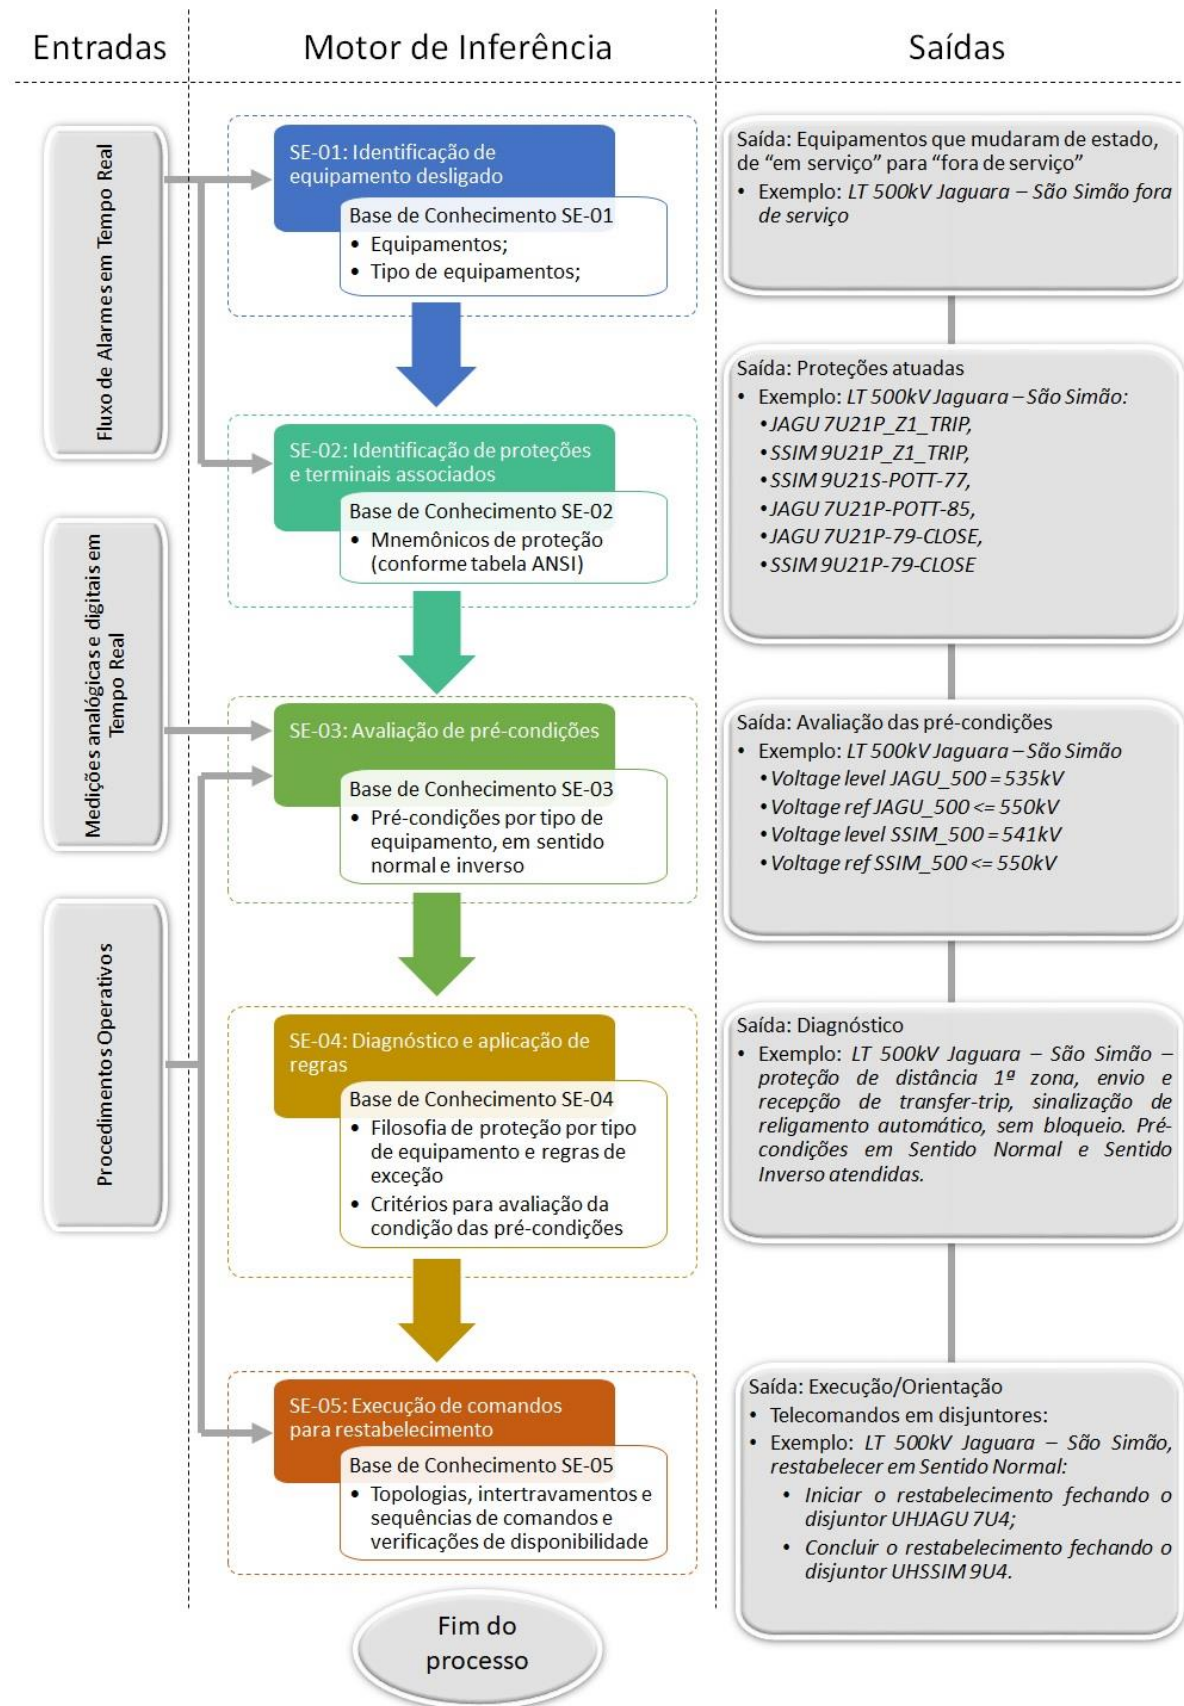 Entradas
Motor de Inferência
Saídas
Fluxo de Alarmes em Tempo Real
Medições analógicas e digitais em
Tempo Real
Procedimentos Operativos
SE-01: Identificação de
equipamento desligado
Base de Conhecimento SE-01
• Equipamentos;
• Tipo de equipamentos;
SE-02: Identificação de proteções
e terminais associados
Base de Conhecimento SE-02
• Mnemônicos de proteção
(conforme tabela ANSI)
SE-03: Avaliação de pré-condições
Base de Conhecimento SE-03
• Pré-condições por tipo de
equipamento, em sentido
normal e inverso
SE-04: Diagnóstico e aplicação de
regras
Base de Conhecimento SE-04
• Filosofia de proteção por tipo
de equipamento e regras de
exceção
• Critérios para avaliação da
condição das pré-condições
SE-05: Execução de comandos
para restabelecimento
Base de Conhecimento SE-05
• Topologias, intertravamentos e
sequências de comandos e
verificações de disponibilidade
Fim do
processo
Saída: Equipamentos que mudaram de estado,
de “em serviço” para “fora de serviço”
• Exemplo: LT 500kV Jaguara – São Simão fora
de serviço
Saída: Proteções atuadas
• Exemplo: LT 500kV Jaguara – São Simão:
• JAGU 7U21P_Z1_TRIP,
• SSIM 9U21P_Z1_TRIP,
• SSIM 9U21S-POTT-77,
• JAGU 7U21P-POTT-85,
• JAGU 7U21P-79-CLOSE,
• SSIM 9U21P-79-CLOSE
Saída: Avaliação das pré-condições
• Exemplo: LT 500kV Jaguara – São Simão
• Voltage level JAGU_500 = 535kV
• Voltage ref JAGU_500 <= 550kV
• Voltage level SSIM_500 = 541kV
• Voltage ref SSIM_500 <= 550kV
Saída: Diagnóstico
• Exemplo: LT 500kV Jaguara – São Simão –
proteção de distância 1ª zona, envio e
recepção de transfer-trip, sinalização de
religamento automático, sem bloqueio. Pré-
condições em Sentido Normal e Sentido
Inverso atendidas.
Saída: Execução/Orientação
• Telecomandos em disjuntores:
• Exemplo: LT 500kV Jaguara – São Simão,
restabelecer em Sentido Normal:
• Iniciar o restabelecimento fechando o
disjuntor UHJAGU 7U4;
• Concluir o restabelecimento fechando o
disjuntor UHSSIM 9U4.